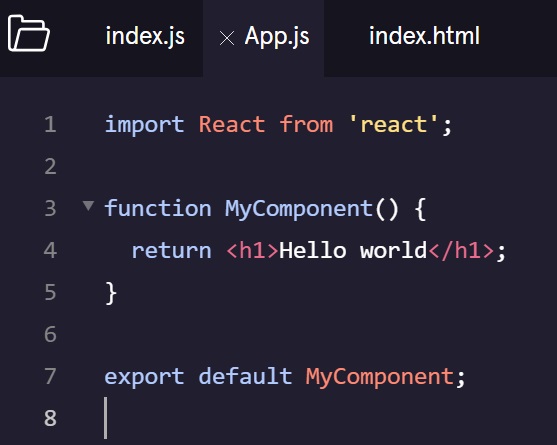 index.js × App.js index.html
1 import React from 'react';
2
3 function MyComponent() {
4   return <h1>Hello world</h1>;
5 }
6
7 export default MyComponent;
8